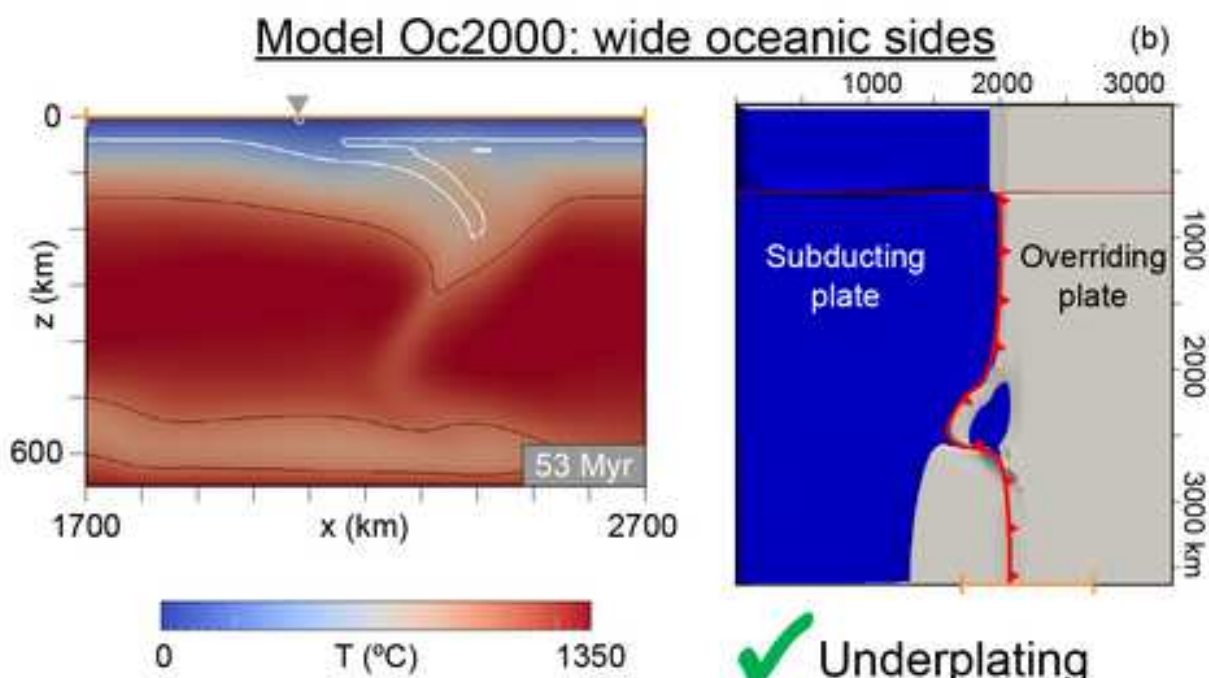 Model Oc2000: wide oceanic sides
(b)
0
z (km)
600
53 Myr
1700
x (km)
2700
0
T (ºC)
1350
1000
2000
3000
Subducting
plate
Overriding
plate
1000
2000
3000 km
Underplating